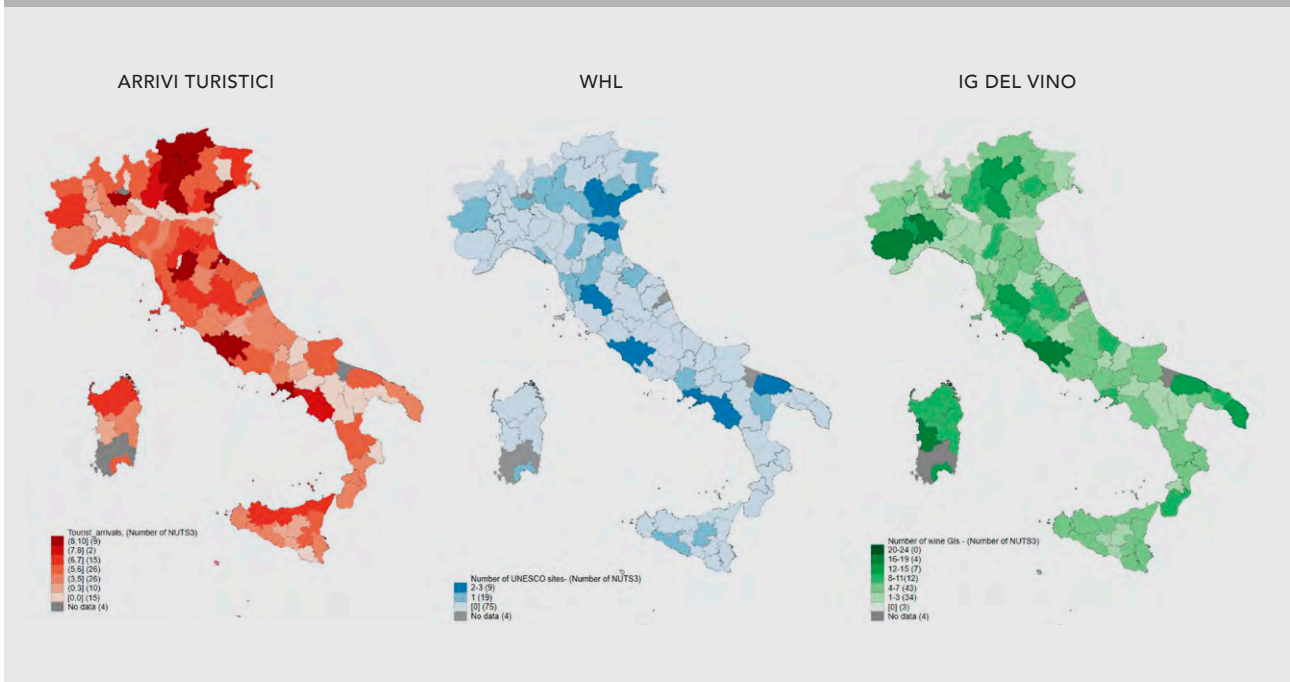 ARRIVI TURISTICI
WHL
IG DEL VINO
Tourist_arrivals, (Number of NUTS3)
(8,10] (9)
(7,8] (2)
(6,7] (15)
(5,6] (26)
(3,5] (26)
(0,3] (10)
[0,0] (15)
No data (4)
Number of UNESCO sites- (Number of NUTS3)
2-3 (9)
1 (19)
[0] (75)
No data (4)
Number of wine GIs - (Number of NUTS3)
20-24 (0)
16-19 (4)
12-15 (7)
8-11(12)
4-7 (43)
1-3 (34)
[0] (3)
No data (4)